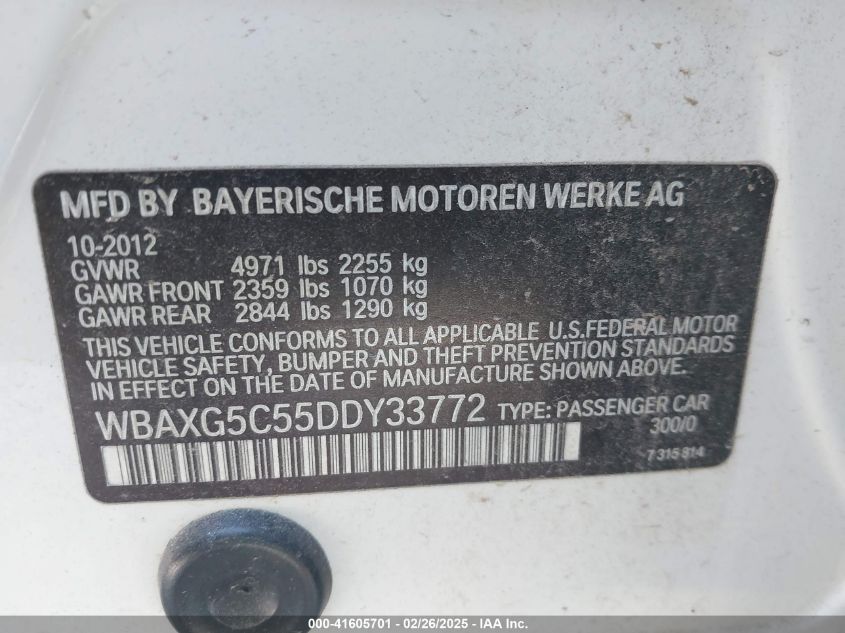 MFD BY BAYERISCHE MOTOREN WERKE AG
10-2012
GVWR 4971 lbs 2255 kg
GAWR FRONT 2359 lbs 1070 kg
GAWR REAR 2844 lbs 1290 kg
THIS VEHICLE CONFORMS TO ALL APPLICABLE U.S.FEDERAL MOTOR
VEHICLE SAFETY, BUMPER AND THEFT PREVENTION STANDARDS
IN EFFECT ON THE DATE OF MANUFACTURE SHOWN ABOVE.
WBAXG5C55DDY33772 TYPE: PASSENGER CAR
300/0
7 315 814
000-41605701 - 02/26/2025 - IAA Inc.